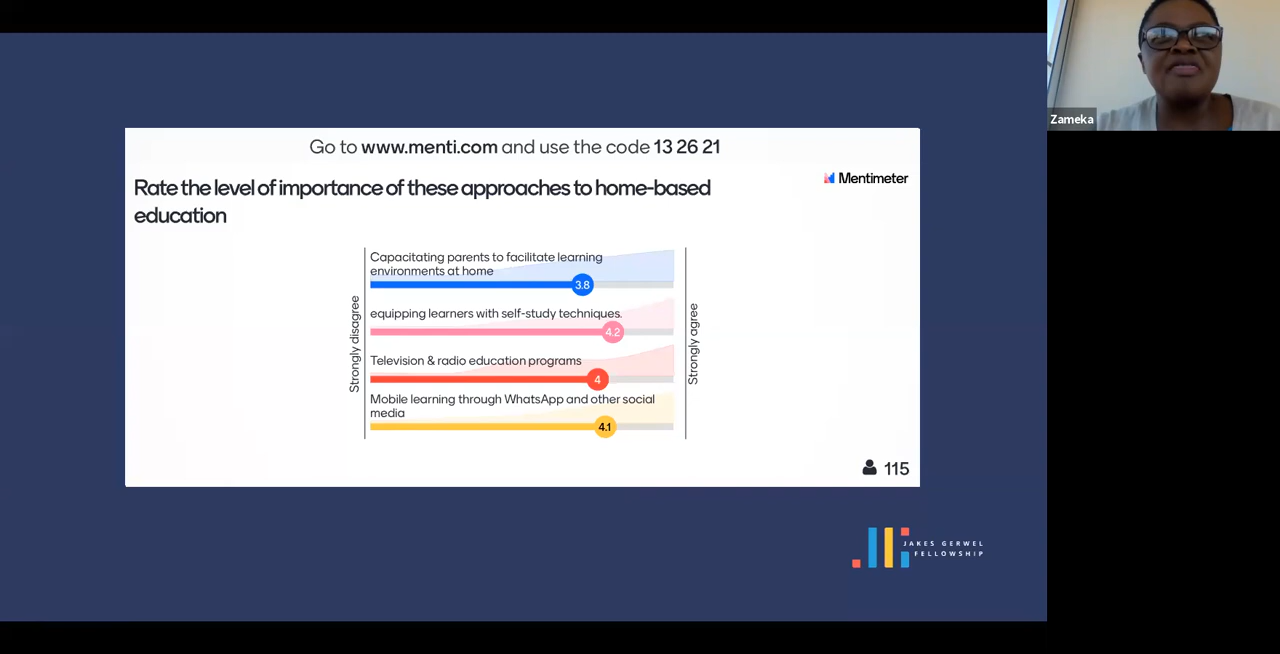 Zameka
Go to www.menti.com and use the code 13 26 21
Mentimeter
Rate the level of importance of these approaches to home-based
education
Strongly disagree
Capacitating parents to facilitate learning
environments at home
3.8
equipping learners with self-study techniques.
4.2
Television & radio education programs
4
Mobile learning through WhatsApp and other social
media
4.1
Strongly agree
115
JAKES GERWEL
FELLOWSHIP